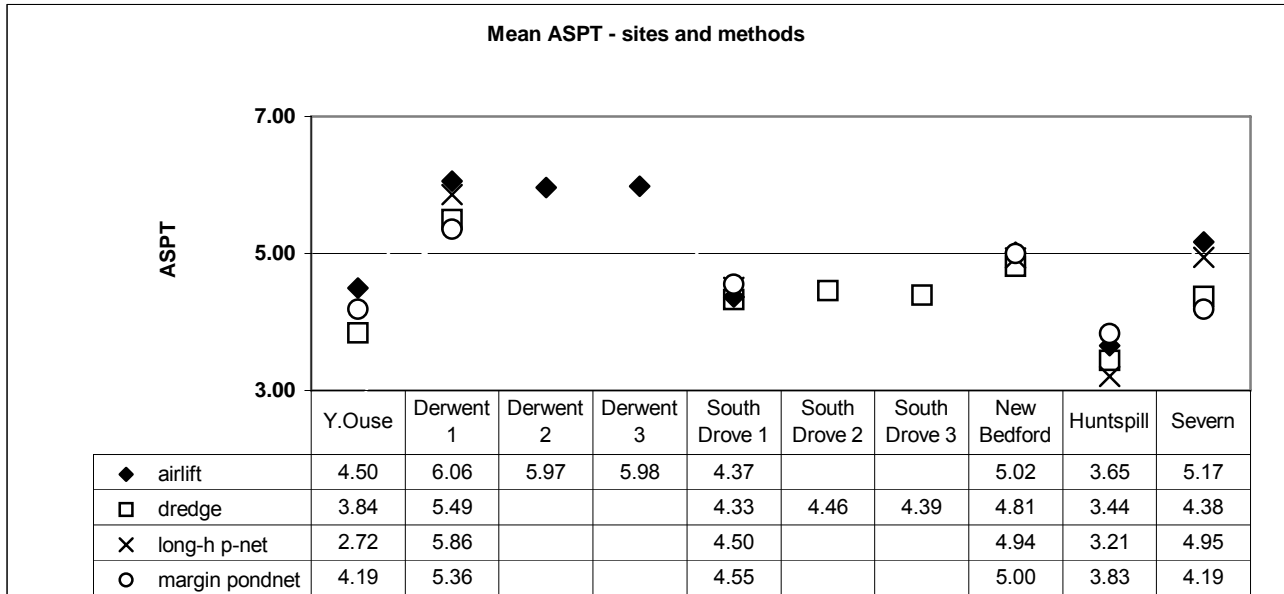 Mean ASPT - sites and methods
7.00
5.00
3.00
ASPT
Y.Ouse Derwent 1 Derwent 2 Derwent 3 South Drove 1 South Drove 2 South Drove 3 New Bedford Huntspill Severn
airlift 4.50 6.06 5.97 5.98 4.37 5.02 3.65 5.17
dredge 3.84 5.49 4.33 4.46 4.39 4.81 3.44 4.38
long-h p-net 2.72 5.86 4.50 4.94 3.21 4.95
margin pondnet 4.19 5.36 4.55 5.00 3.83 4.19